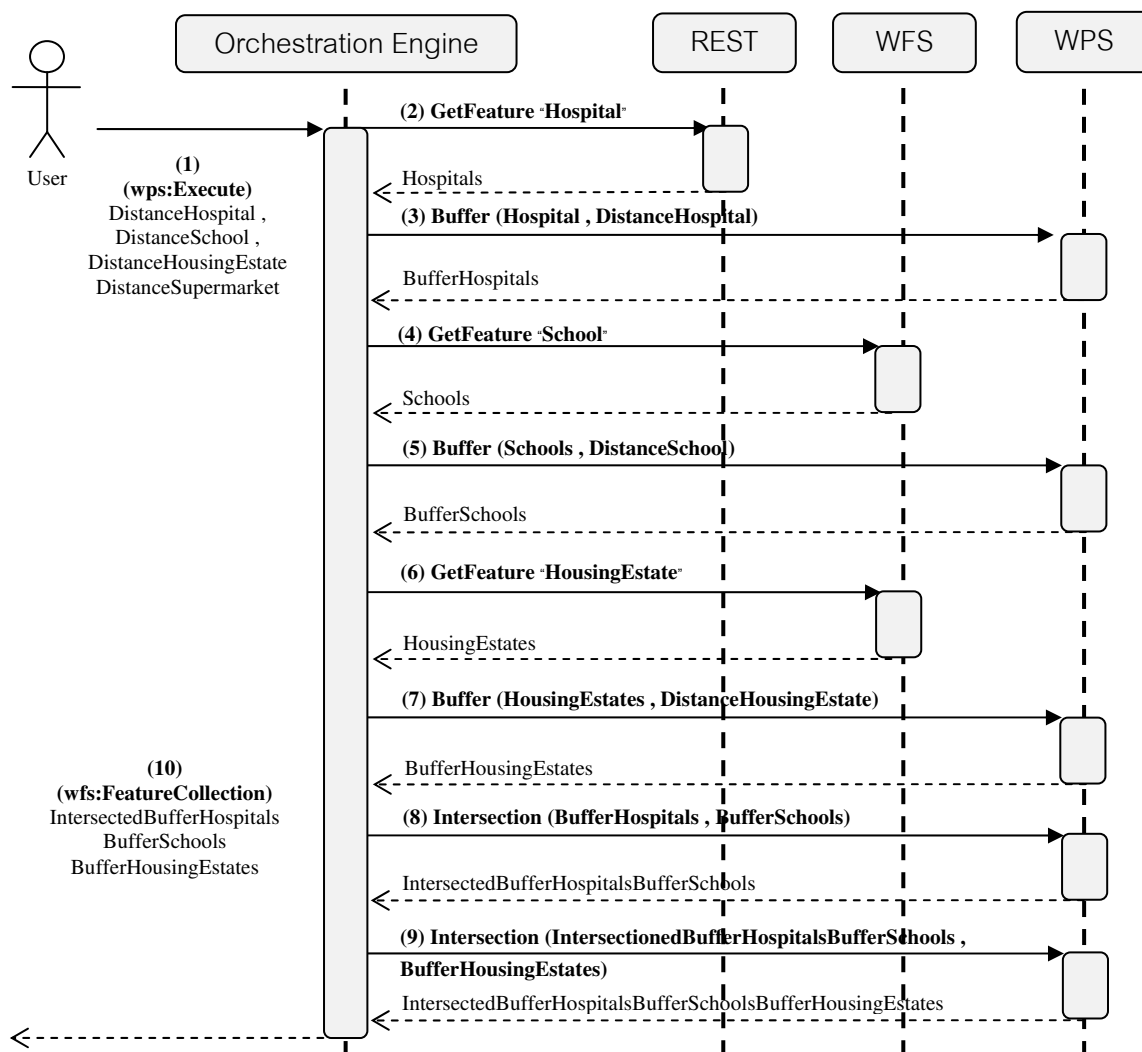 Orchestration Engine
REST
WFS
WPS
User
(1)
(wps:Execute)
DistanceHospital ,
DistanceSchool ,
DistanceHousingEstate
DistanceSupermarket
(2) GetFeature “Hospital”
Hospitals
(3) Buffer (Hospital , DistanceHospital)
BufferHospitals
(4) GetFeature “School”
Schools
(5) Buffer (Schools , DistanceSchool)
BufferSchools
(6) GetFeature “HousingEstate”
HousingEstates
(7) Buffer (HousingEstates , DistanceHousingEstate)
BufferHousingEstates
(8) Intersection (BufferHospitals , BufferSchools)
IntersectedBufferHospitalsBufferSchools
(9) Intersection (IntersectionedBufferHospitalsBufferSchools ,
BufferHousingEstates)
IntersectedBufferHospitalsBufferSchoolsBufferHousingEstates
(10)
(wfs:FeatureCollection)
IntersectedBufferHospitals
BufferSchools
BufferHousingEstates